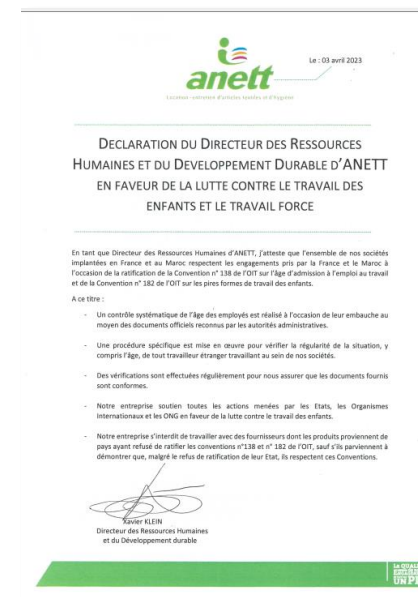 anett
Location - entretien d'articles textiles et d'hygiène
Le : 03 avril 2023
DECLARATION DU DIRECTEUR DES RESSOURCES
HUMAINES ET DU DEVELOPPEMENT DURABLE D'ANETT
EN FAVEUR DE LA LUTTE CONTRE LE TRAVAIL DES
ENFANTS ET LE TRAVAIL FORCE
En tant que Directeur des Ressources Humaines d'ANETT, j'atteste que l'ensemble de nos sociétés
implantées en France et au Maroc respectent les engagements pris par la France et le Maroc à
l'occasion de la ratification de la Convention n° 138 de l'OIT sur l'âge d'admission à l'emploi au travail
et de la Convention n° 182 de l'OIT sur les pires formes de travail des enfants.
A ce titre :
- Un contrôle systématique de l'âge des employés est réalisé à l'occasion de leur embauche au
moyen des documents officiels reconnus par les autorités administratives.
- Une procédure spécifique est mise en œuvre pour vérifier la régularité de la situation, y
compris l'âge, de tout travailleur étranger travaillant au sein de nos sociétés.
- Des vérifications sont effectuées régulièrement pour nous assurer que les documents fournis
sont conformes.
- Notre entreprise soutien toutes les actions menées par les Etats, les Organismes
Internationaux et les ONG en faveur de la lutte contre le travail des enfants.
- Notre entreprise s'interdit de travailler avec des fournisseurs dont les produits proviennent de
pays ayant refusé de ratifier les conventions n°138 et n° 182 de l'OIT, sauf s'ils parviennent à
démontrer que, malgré le refus de ratification de leur Etat, ils respectent ces Conventions.
Xavier KLEIN
Directeur des Ressources Humaines
et du Développement durable
La QUAL